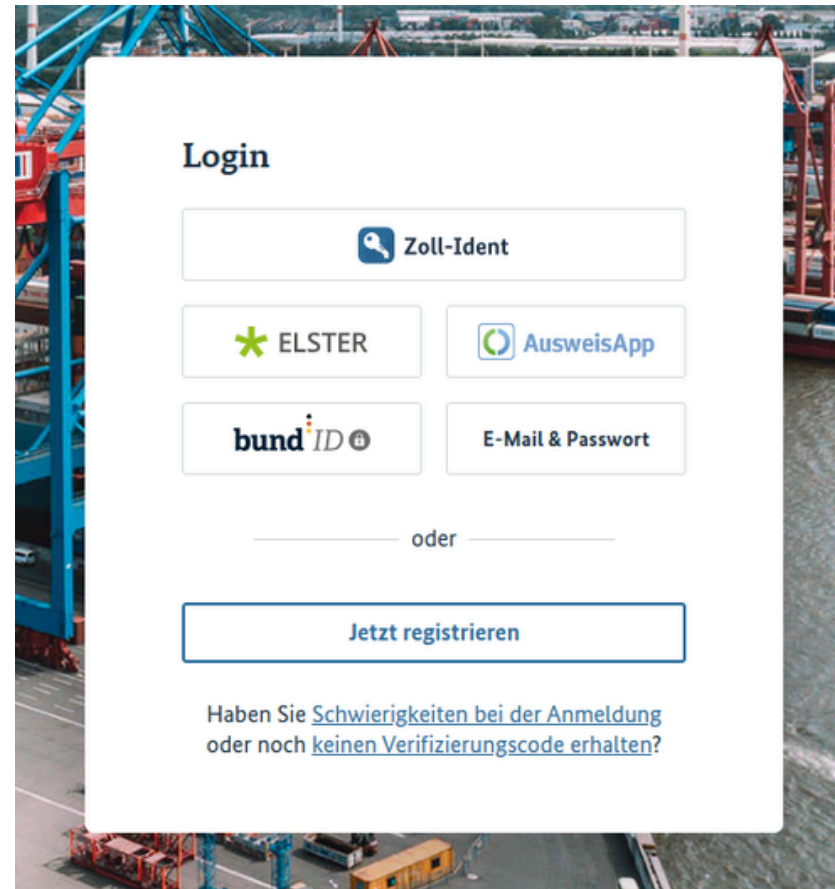 Login
Zoll-Ident
ELSTER
AusweisApp
bund ID
E-Mail & Passwort
oder
Jetzt registrieren
Haben Sie Schwierigkeiten bei der Anmeldung
oder noch keinen Verifizierungscode erhalten?